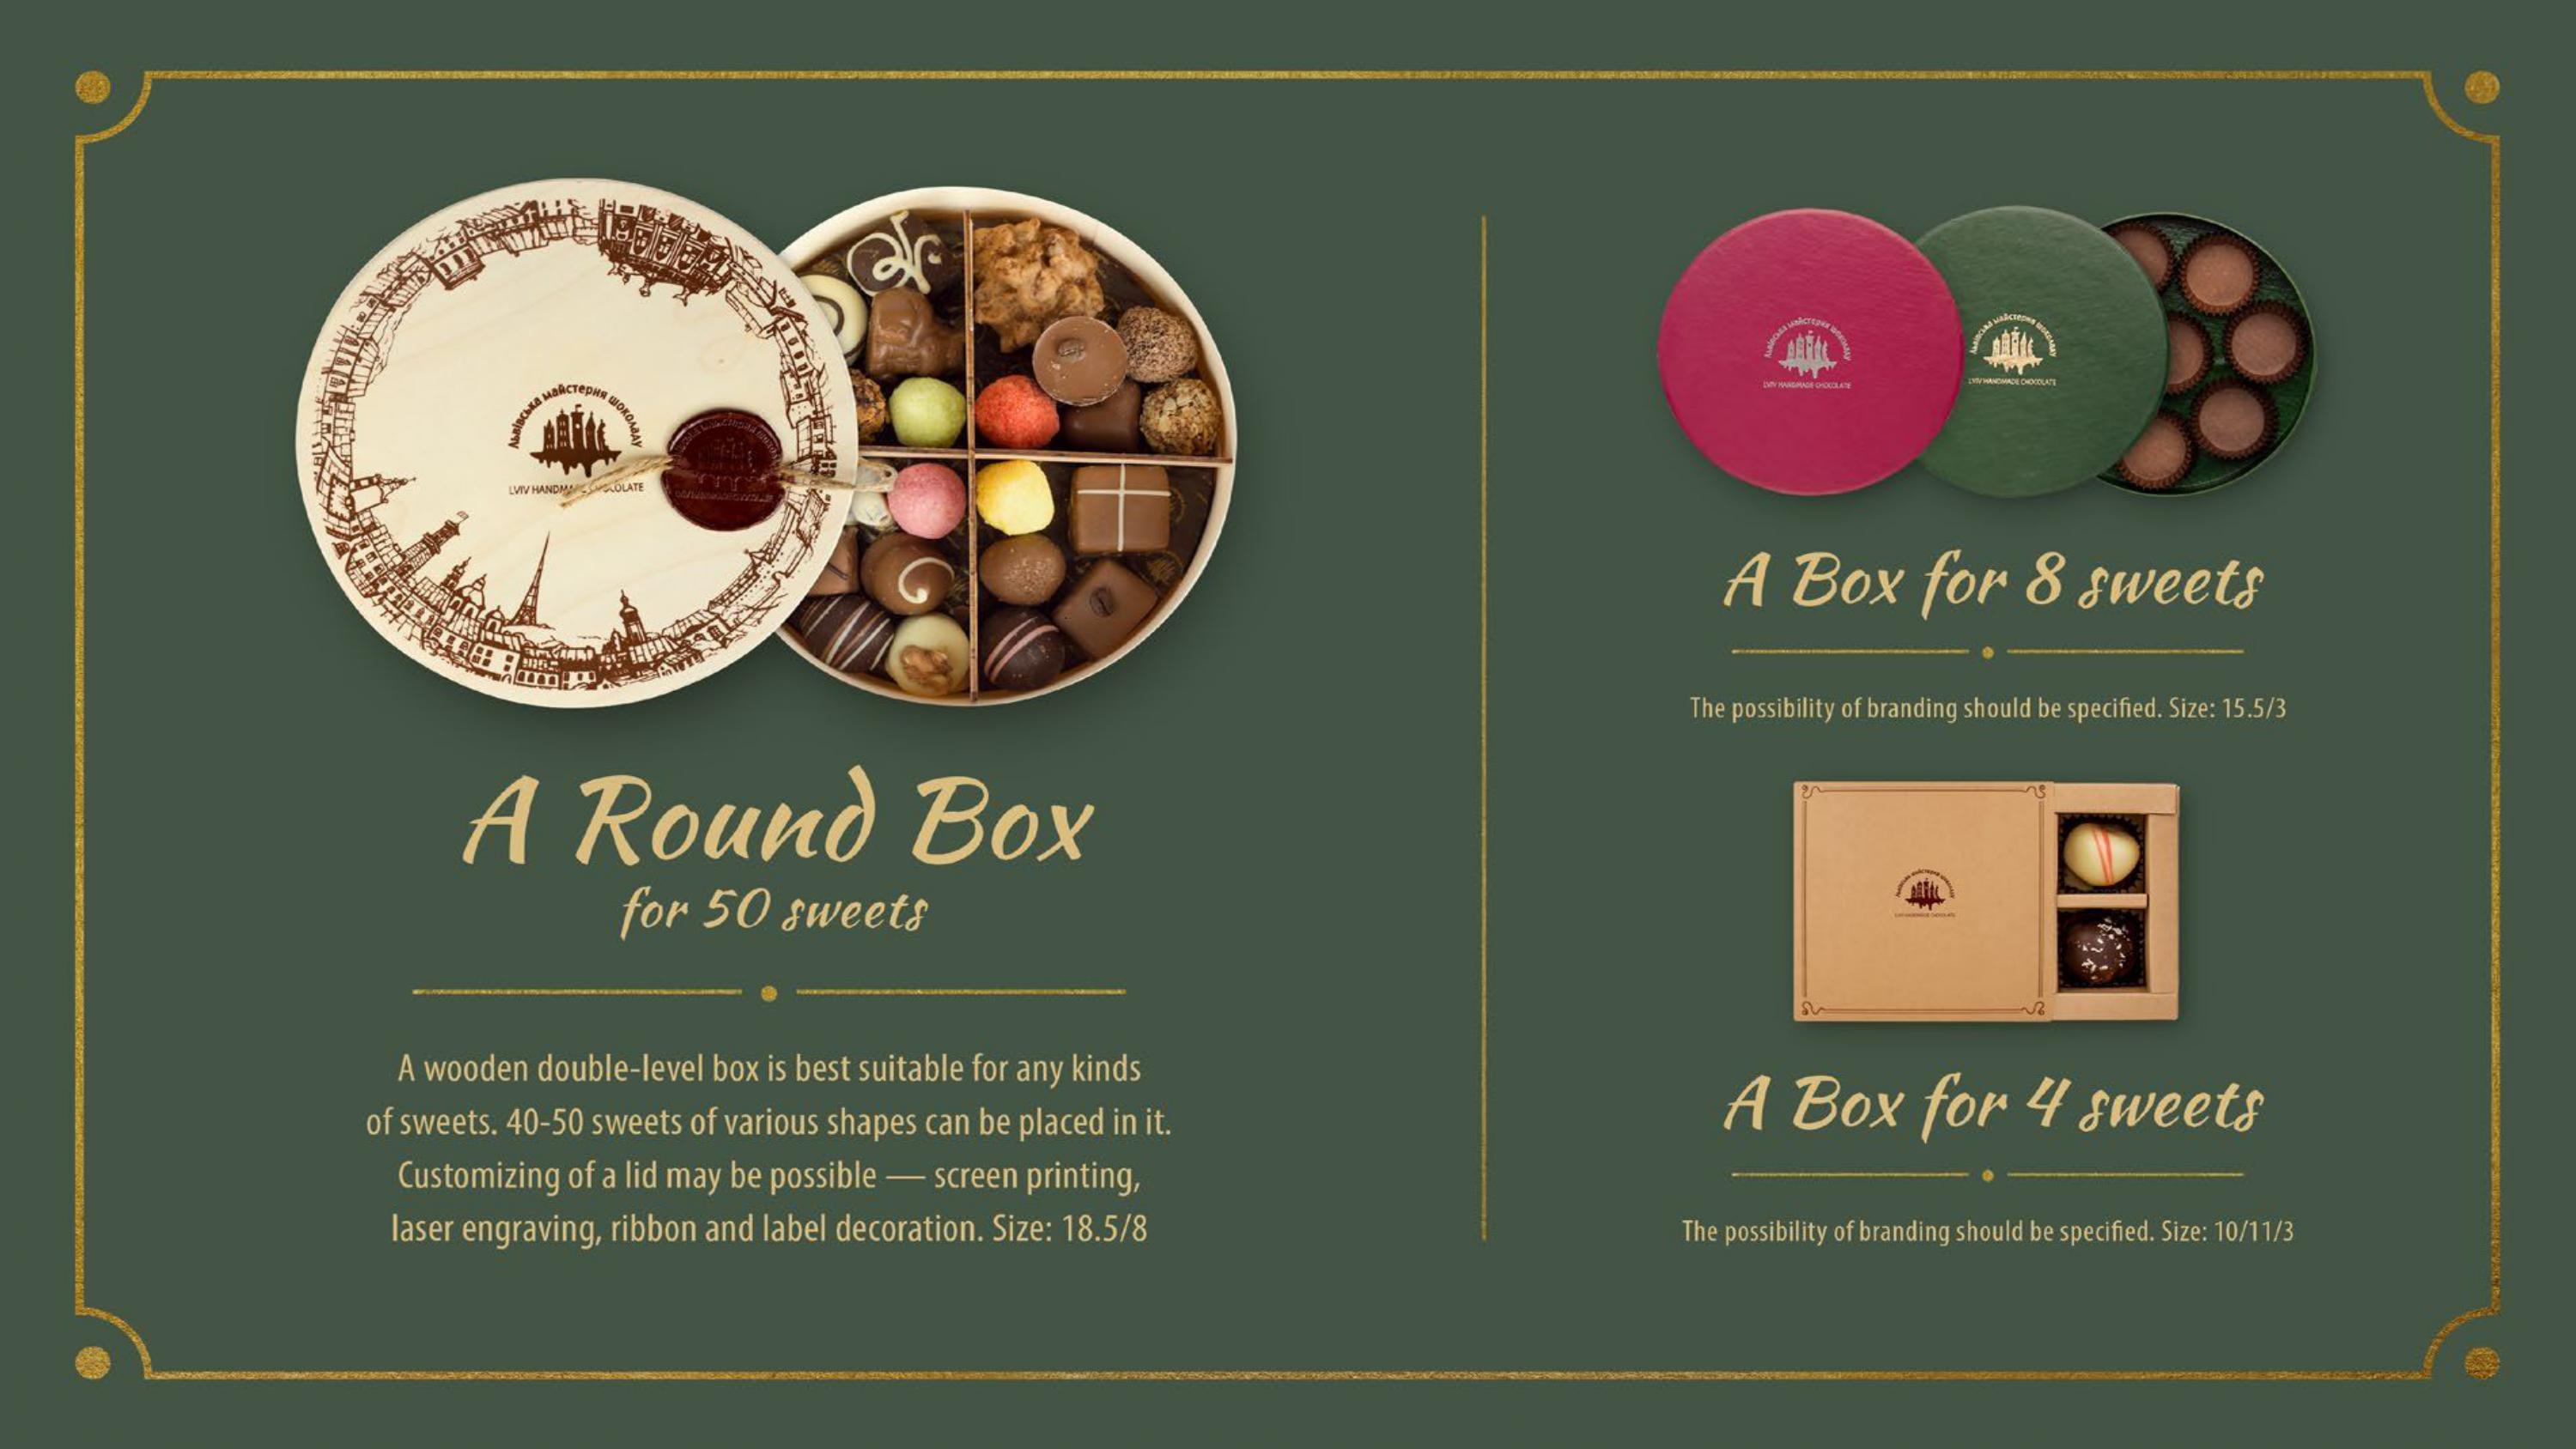 Львівська майстерня шоколаду
LVIV HANDMADE CHOCOLATE
A Round Box
for 50 sweets
A wooden double-level box is best suitable for any kinds
of sweets. 40-50 sweets of various shapes can be placed in it.
Customizing of a lid may be possible — screen printing,
laser engraving, ribbon and label decoration. Size: 18.5/8
Львівська майстерня шоколаду
LVIV HANDMADE CHOCOLATE
Львівська майстерня шоколаду
LVIV HANDMADE CHOCOLATE
A Box for 8 sweets
The possibility of branding should be specified. Size: 15.5/3
Львівська майстерня шоколаду
LVIV HANDMADE CHOCOLATE
A Box for 4 sweets
The possibility of branding should be specified. Size: 10/11/3